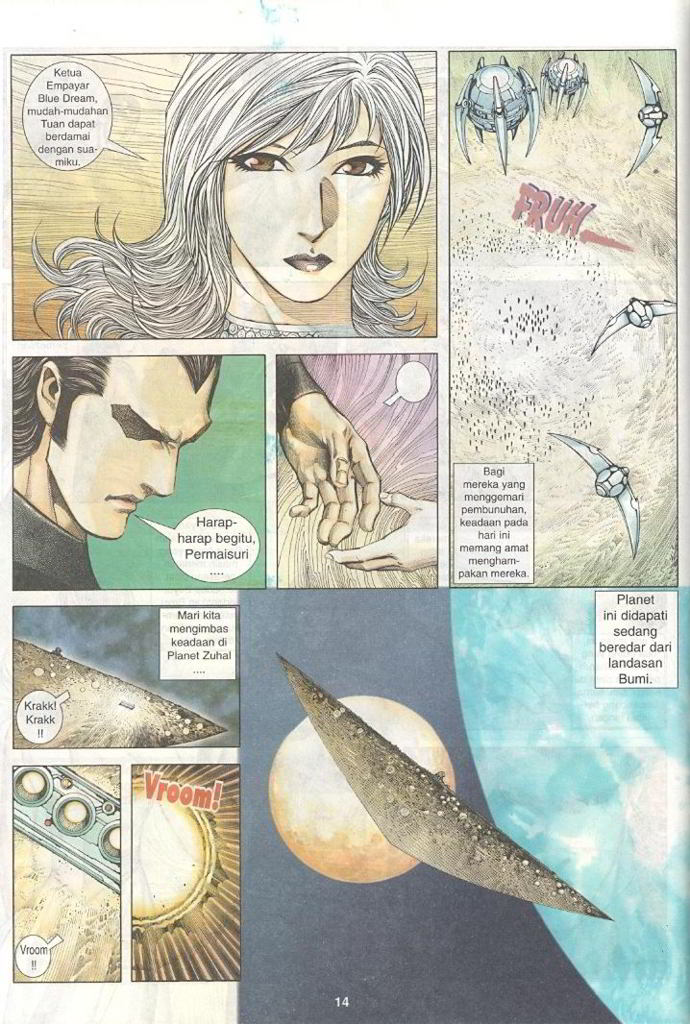 Ketua
Empayar
Blue Dream,
mudah-mudahan
Tuan dapat
berdamai
dengan sua-
miku.
FRUH
Bagi
mereka yang
menggemari
pembunuhan,
keadaan pada
hari ini
memang amat
mengham-
pakan mereka.
Harap-
harap begitu,
Permaisuri
....
Mari kita
mengimbas
keadaan di
Planet Zuhal
....
Krakk!
Krakk
!!
Planet
ini didapati
sedang
beredar dari
landasan
Bumi.
Vroom
!!
Vroom!
14